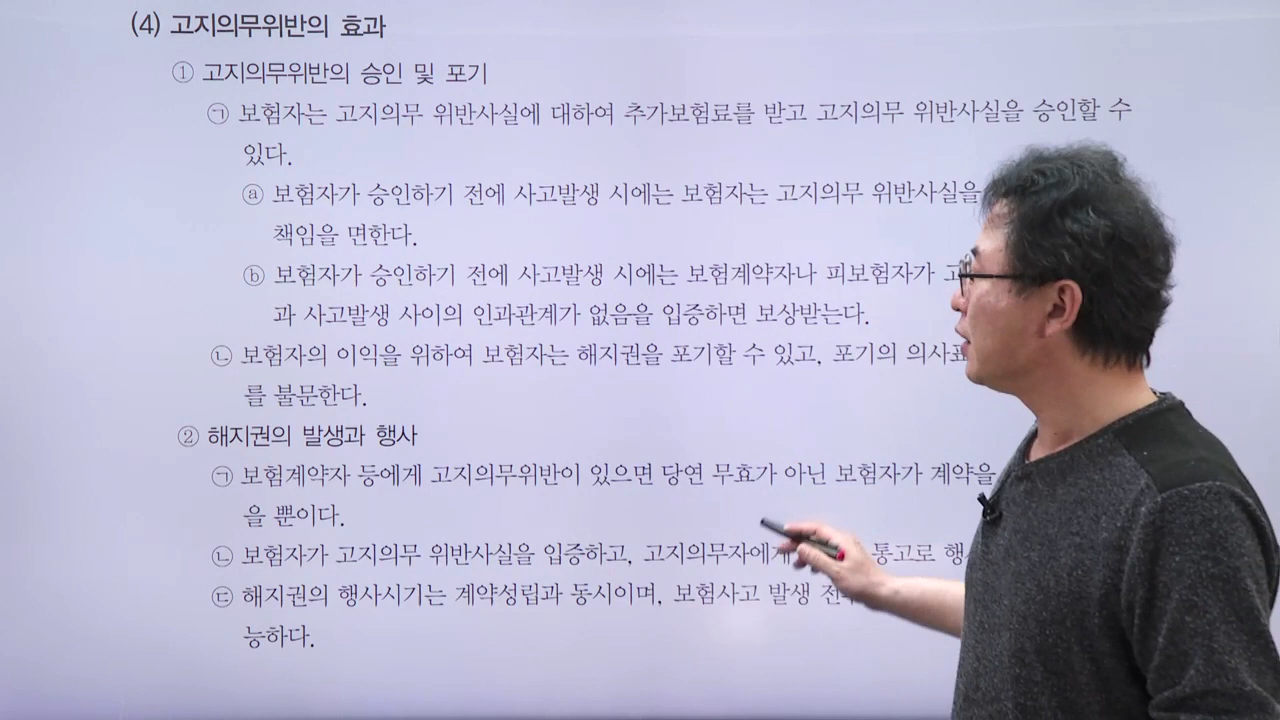 (4) 고지의무위반의 효과
① 고지의무위반의 승인 및 포기
㉠ 보험자는 고지의무 위반사실에 대하여 추가보험료를 받고 고지의무 위반사실을 승인할 수
있다.
ⓐ 보험자가 승인하기 전에 사고발생 시에는 보험자는 고지의무 위반사실을
책임을 면한다.
ⓑ 보험자가 승인하기 전에 사고발생 시에는 보험계약자나 피보험자가
과 사고발생 사이의 인과관계가 없음을 입증하면 보상받는다.
㉡ 보험자의 이익을 위하여 보험자는 해지권을 포기할 수 있고, 포기의
를 불문한다.
② 해지권의 발생과 행사
㉠ 보험계약자 등에게 고지의무위반이 있으면 당연 무효가 아닌 보험자가 계약을
을 뿐이다.
㉡ 보험자가 고지의무 위반사실을 입증하고, 고지의무자에게 통고로
㉢ 해지권의 행사시기는 계약성립과 동시이며, 보험사고 발생
능하다.